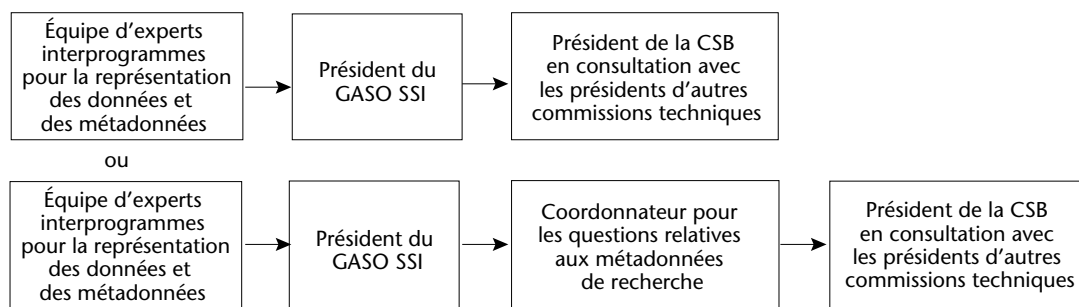 Équipe d’experts
interprogrammes
pour la représentation
des données et
des métadonnées
Président du
GASO SSI
Président de la CSB
en consultation avec
les présidents d’autres
commissions techniques
ou
Équipe d’experts
interprogrammes
pour la représentation
des données et
des métadonnées
Président du
GASO SSI
Coordonnateur pour
les questions relatives
aux métadonnées
de recherche
Président de la CSB
en consultation avec
les présidents d’autres
commissions techniques